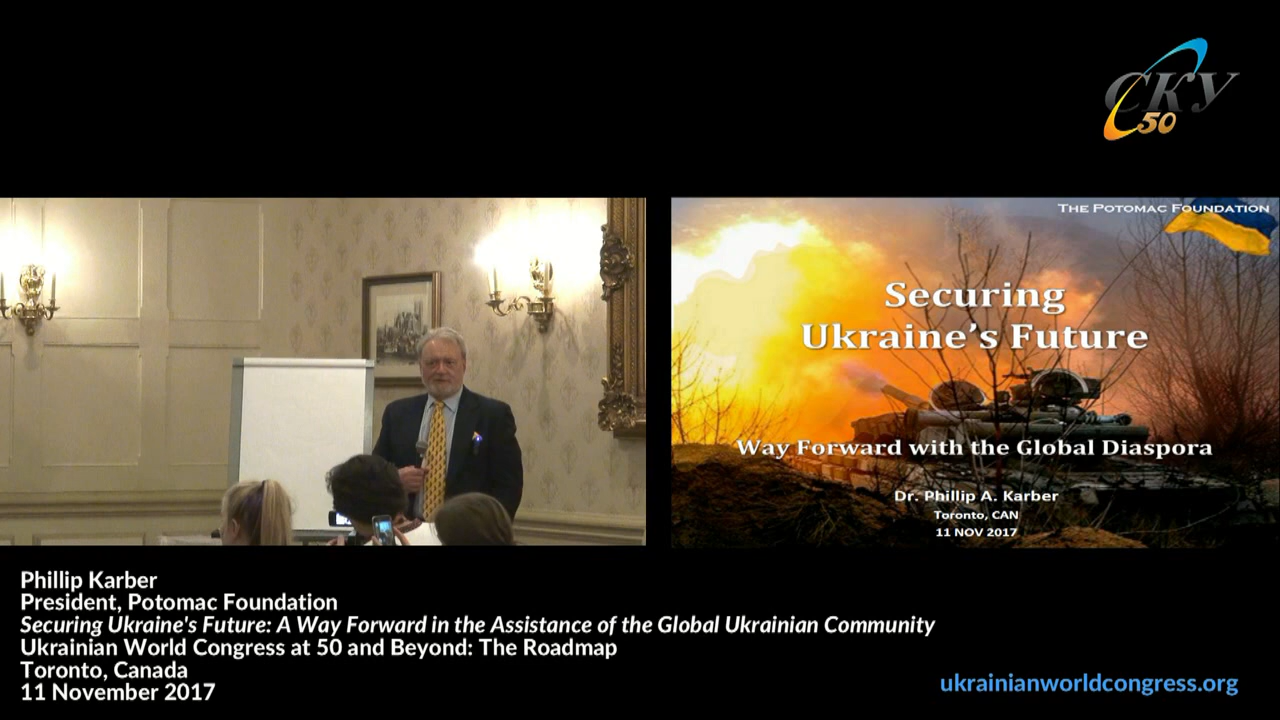 СКУ
50
THE POTOMAC FOUNDATION
Securing
Ukraine's Future
Way Forward with the Global Diaspora
Dr. Phillip A. Karber
Toronto, CAN
11 NOV 2017
Phillip Karber
President, Potomac Foundation
Securing Ukraine's Future: A Way Forward in the Assistance of the Global Ukrainian Community
Ukrainian World Congress at 50 and Beyond: The Roadmap
Toronto, Canada
11 November 2017
ukrainianworldcongress.org